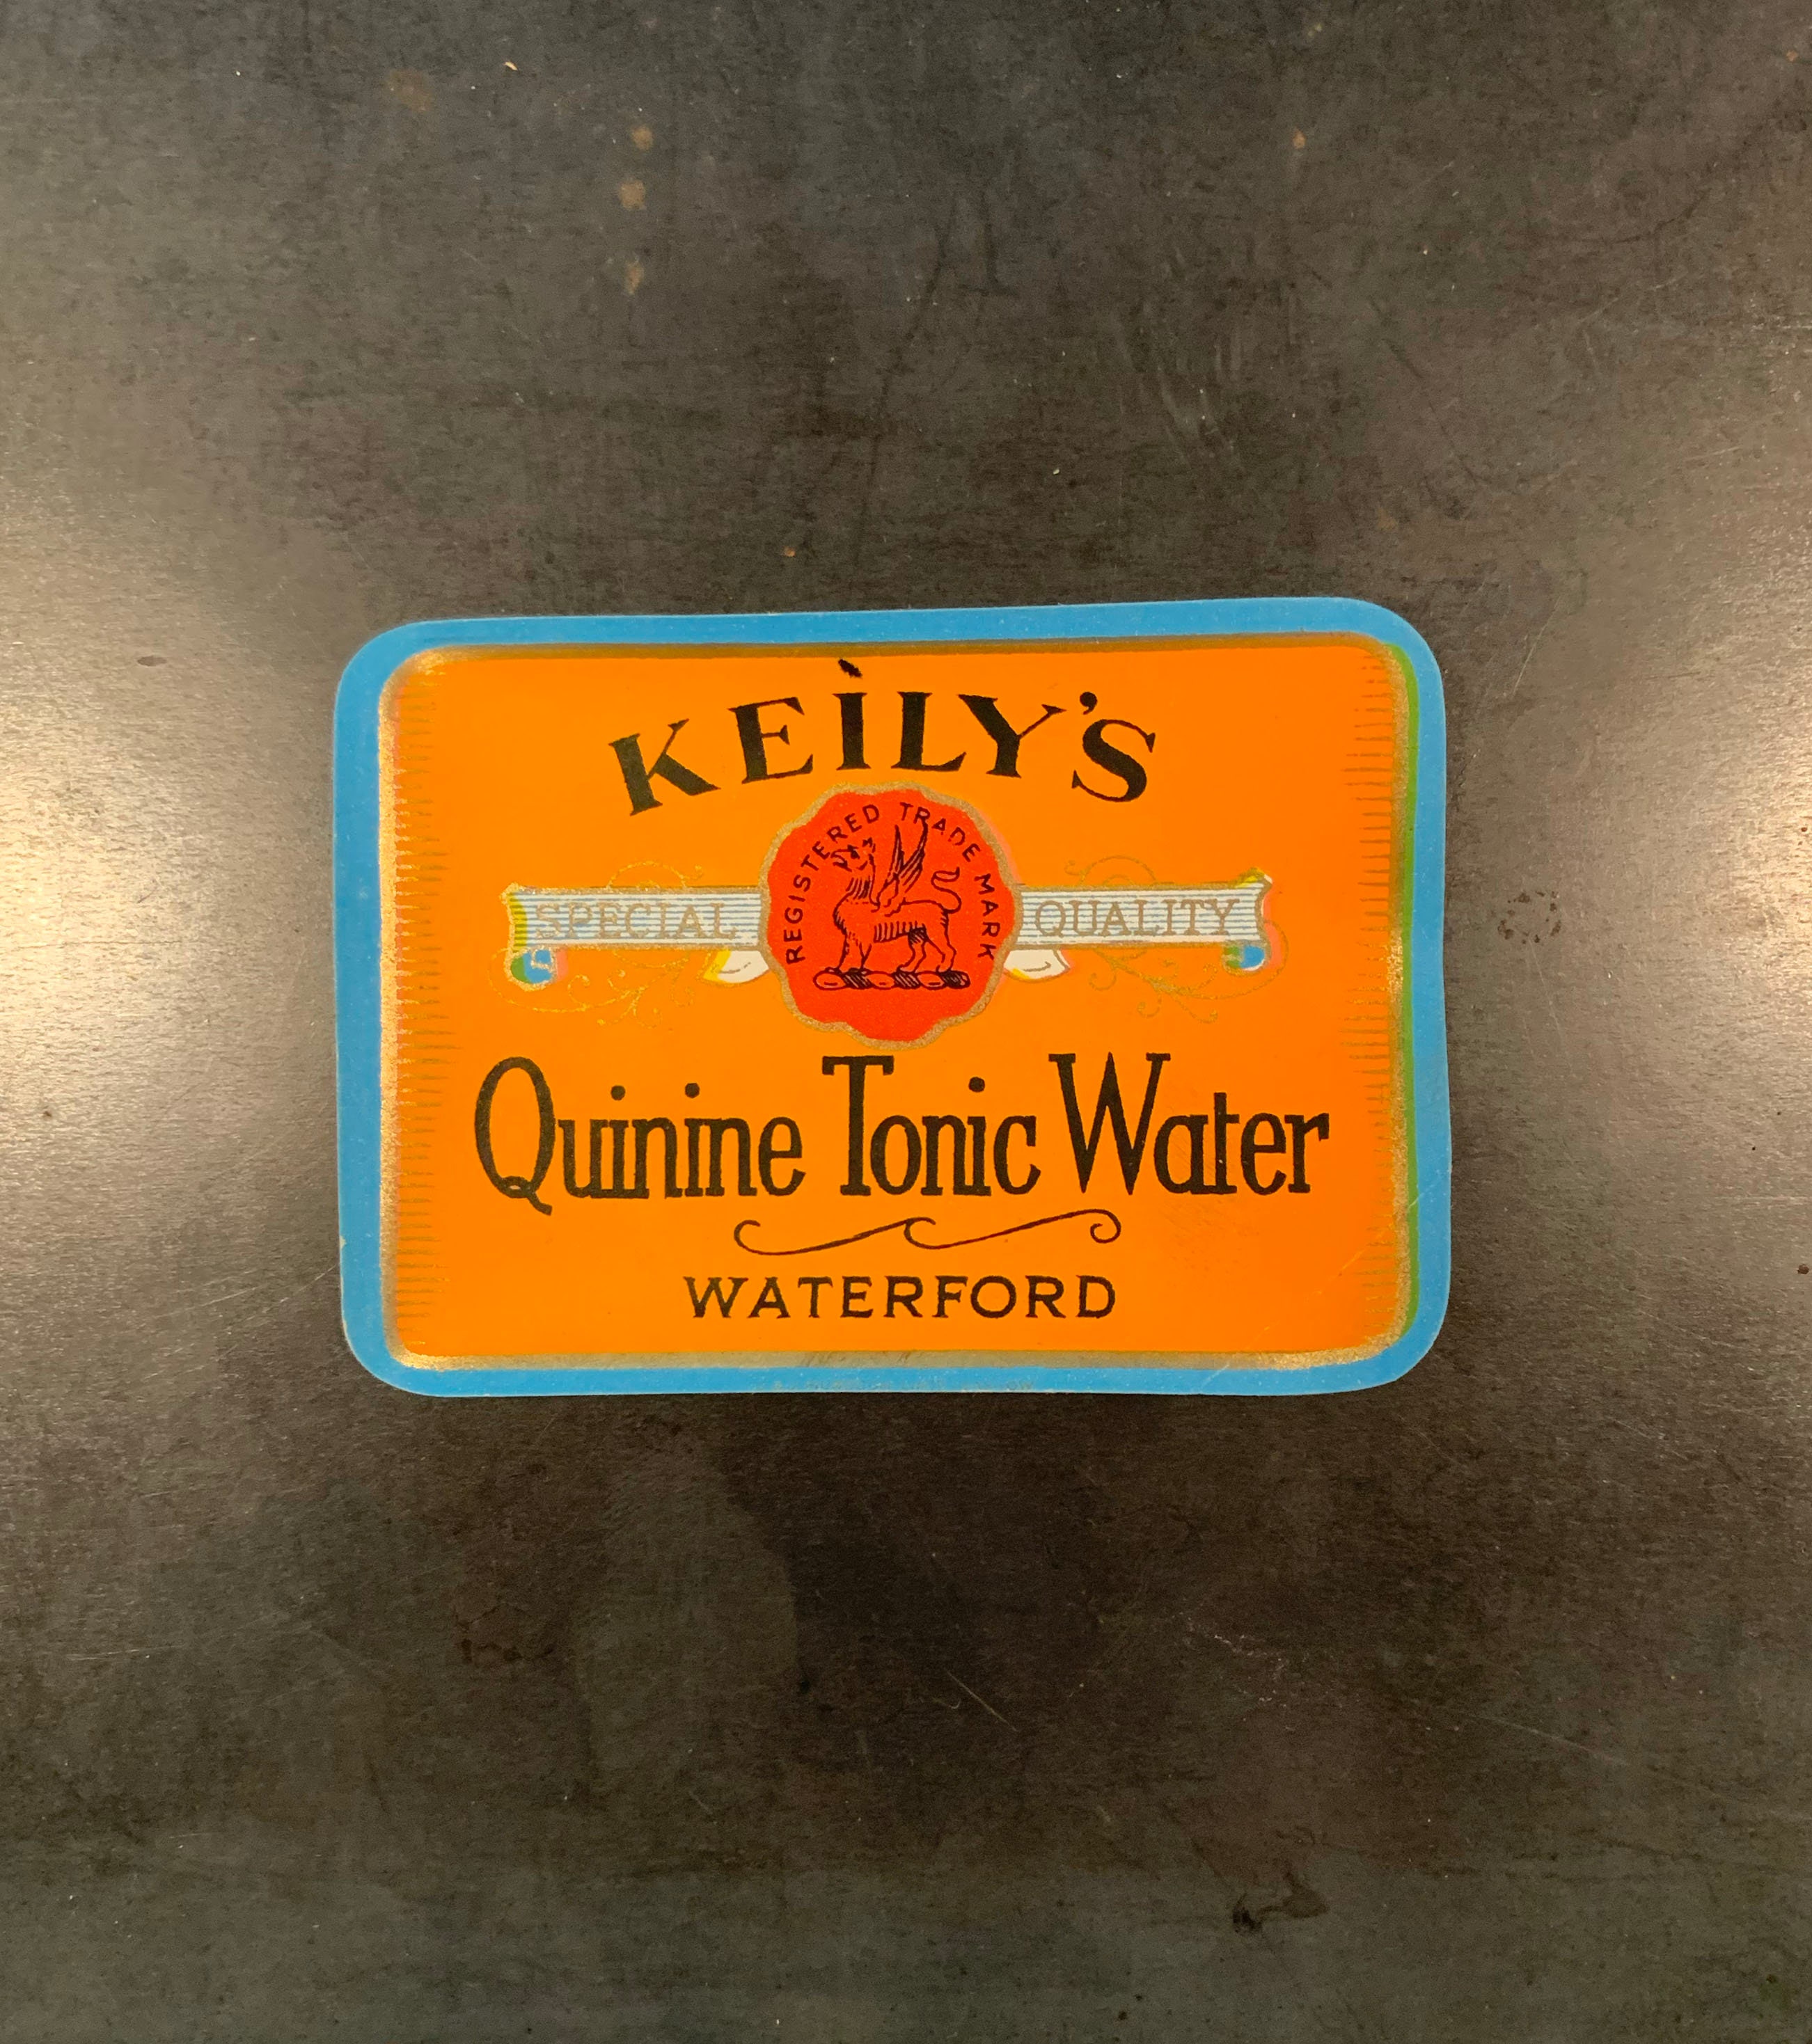 KEILY'S
REGISTERED TRADE MARK
SPECIAL QUALITY
Quinine Tonic Water
WATERFORD